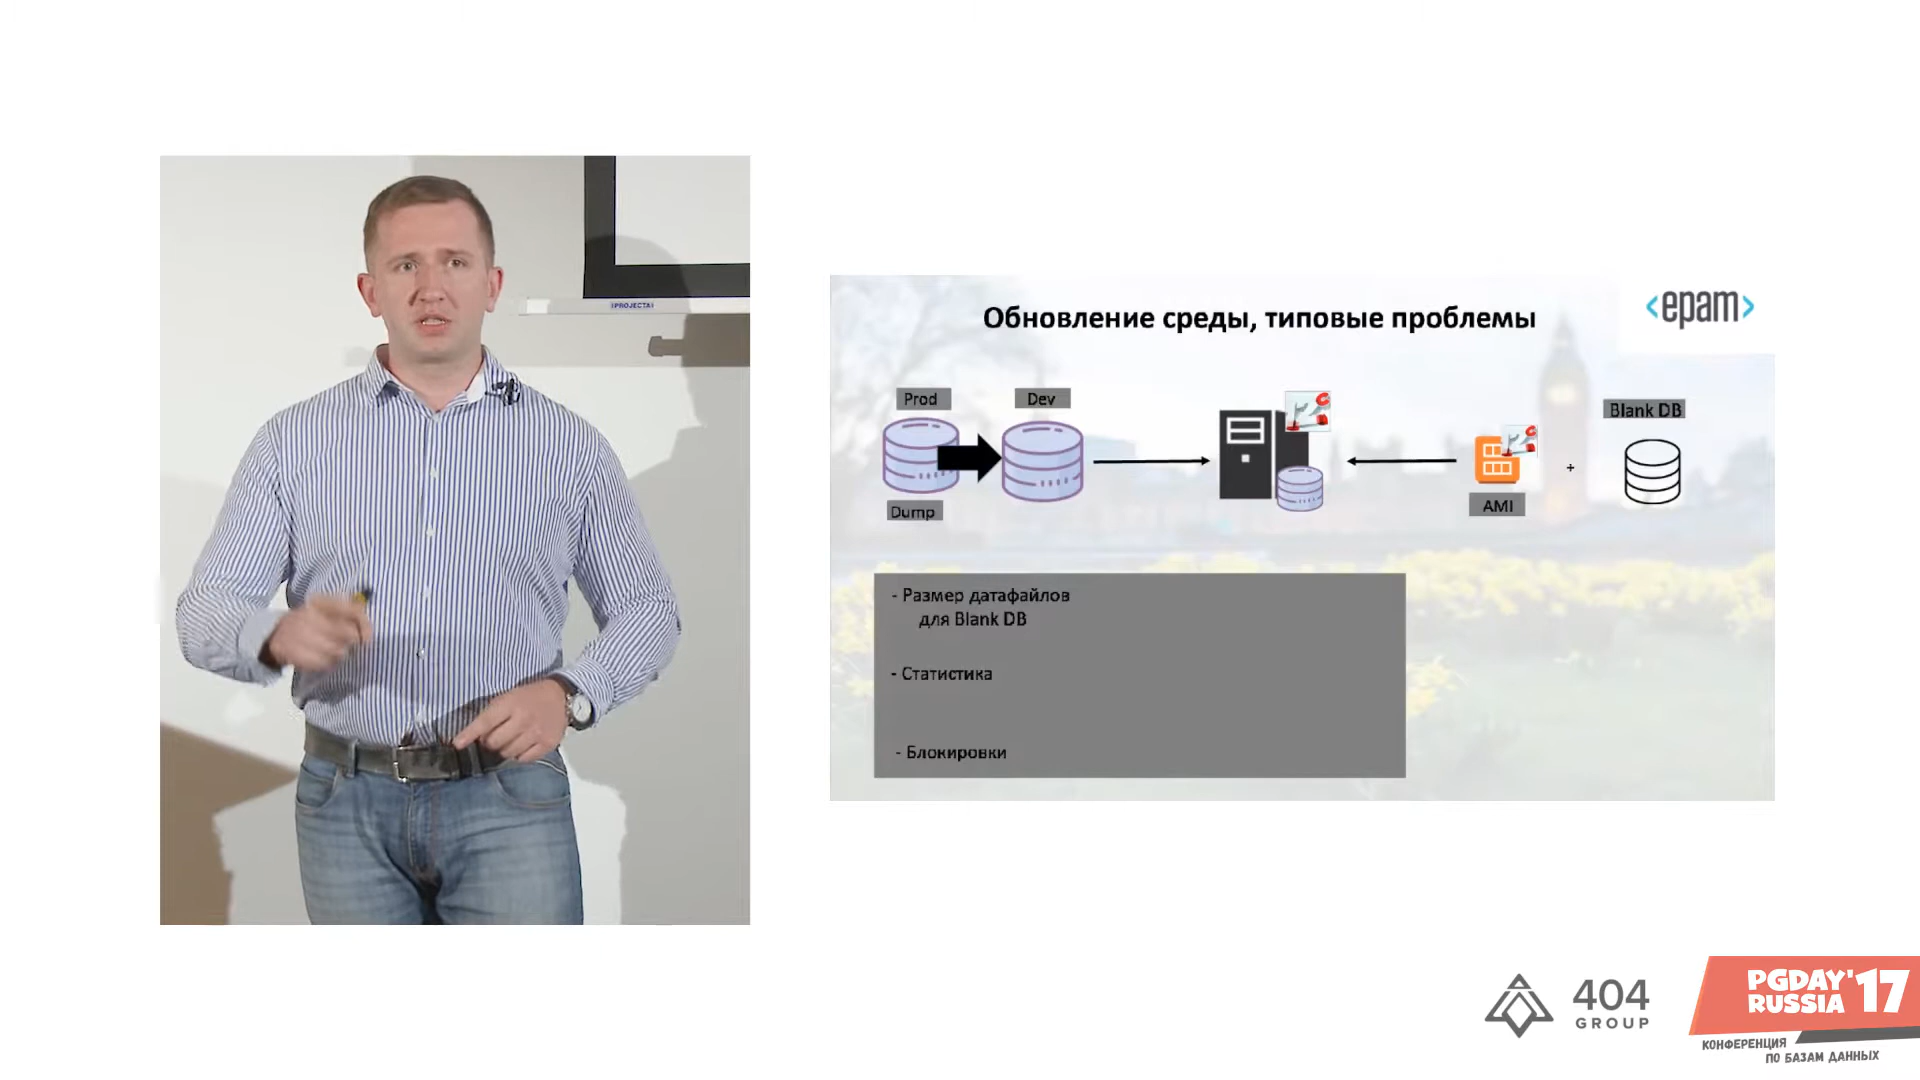 [PROJECTA]
Обновление среды, типовые проблемы
<epam>
Prod
Dev
Dump
AMI
+
Blank DB
- Размер датафайлов
для Blank DB
- Статистика
- Блокировки
404
GROUP
PGDAY'17
RUSSIA
КОНФЕРЕНЦИЯ
ПО БАЗАМ ДАННЫХ